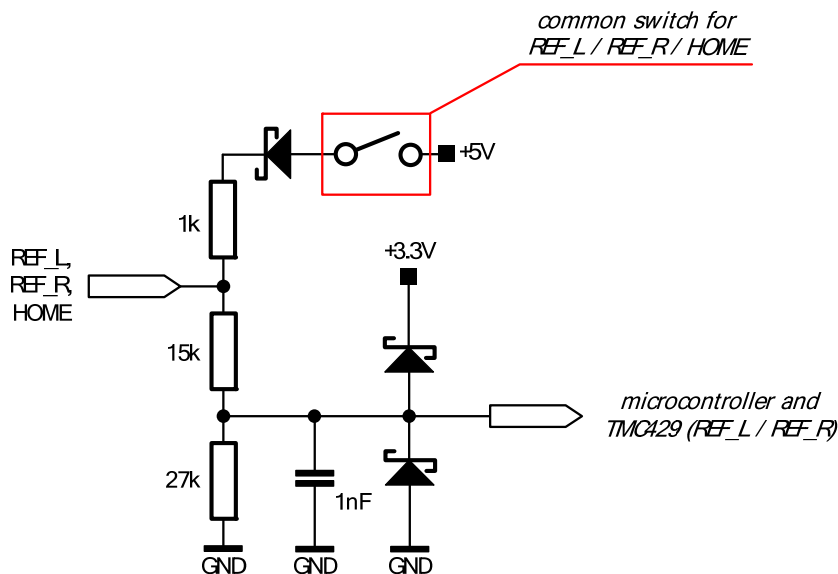 common switch for
REF_L / REF_R / HOME
+5V
1k
+3.3V
REF_L,
REF_R,
HOME
15k
microcontroller and
TMC429 (REF_L / REF_R)
27k
1nF
GND
GND
GND